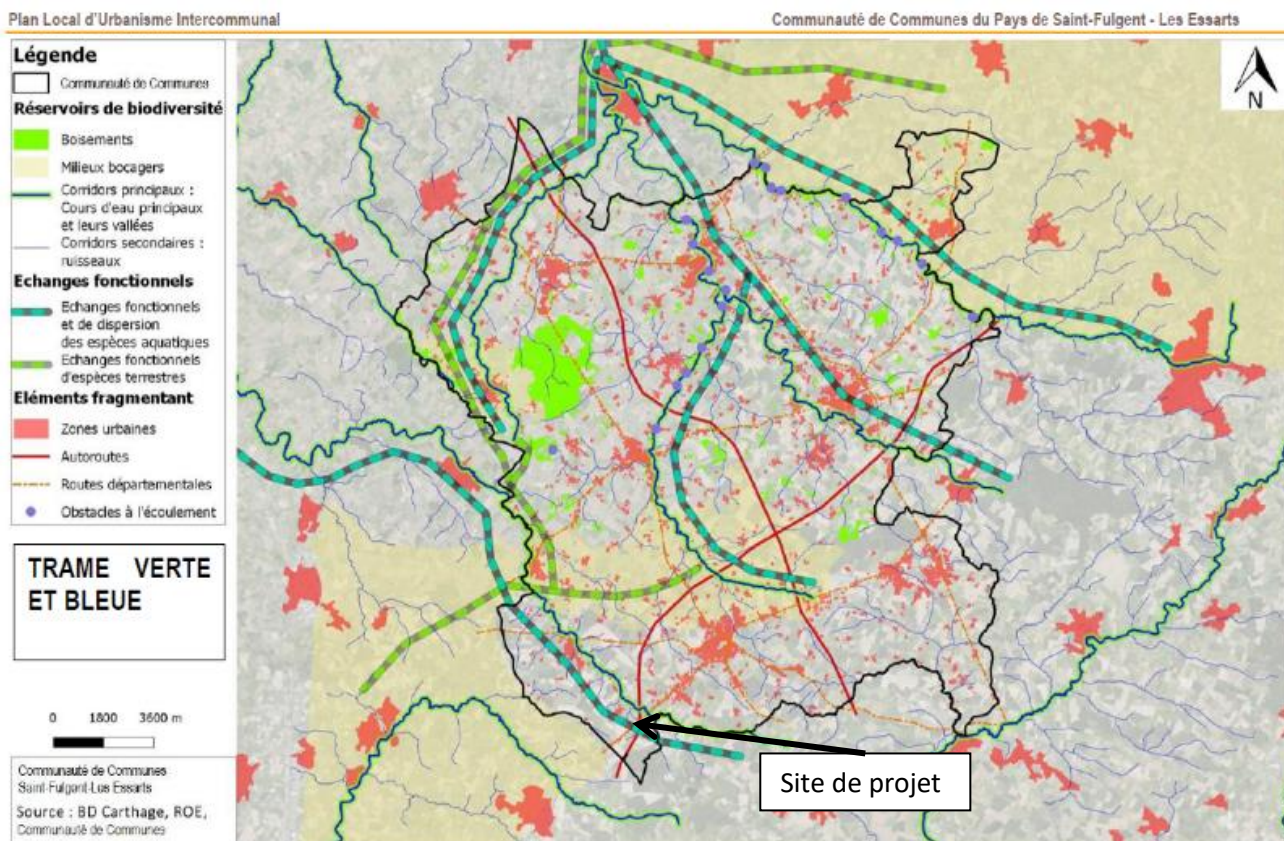 Plan Local d'Urbanisme Intercommunal
Communauté de Communes du Pays de Saint-Fulgent - Les Essarts
Légende
Communauté de Communes
Réservoirs de biodiversité
Boisements
Milieux bocagers
Corridors principaux :
Cours d'eau principaux
et leurs vallées
Corridors secondaires :
ruisseaux
Echanges fonctionnels
Echanges fonctionnels
et de dispersion
des espèces aquatiques
Echanges fonctionnels
d'espèces terrestres
Eléments fragmentant
Zones urbaines
Autoroutes
Routes départementales
Obstacles à l'écoulement
TRAME VERTE
ET BLEUE
0 1800 3600 m
Communauté de Communes
Saint-Fulgent-Les Essarts
Source : BD Carthage, ROE,
Communauté de Communes
N
Site de projet